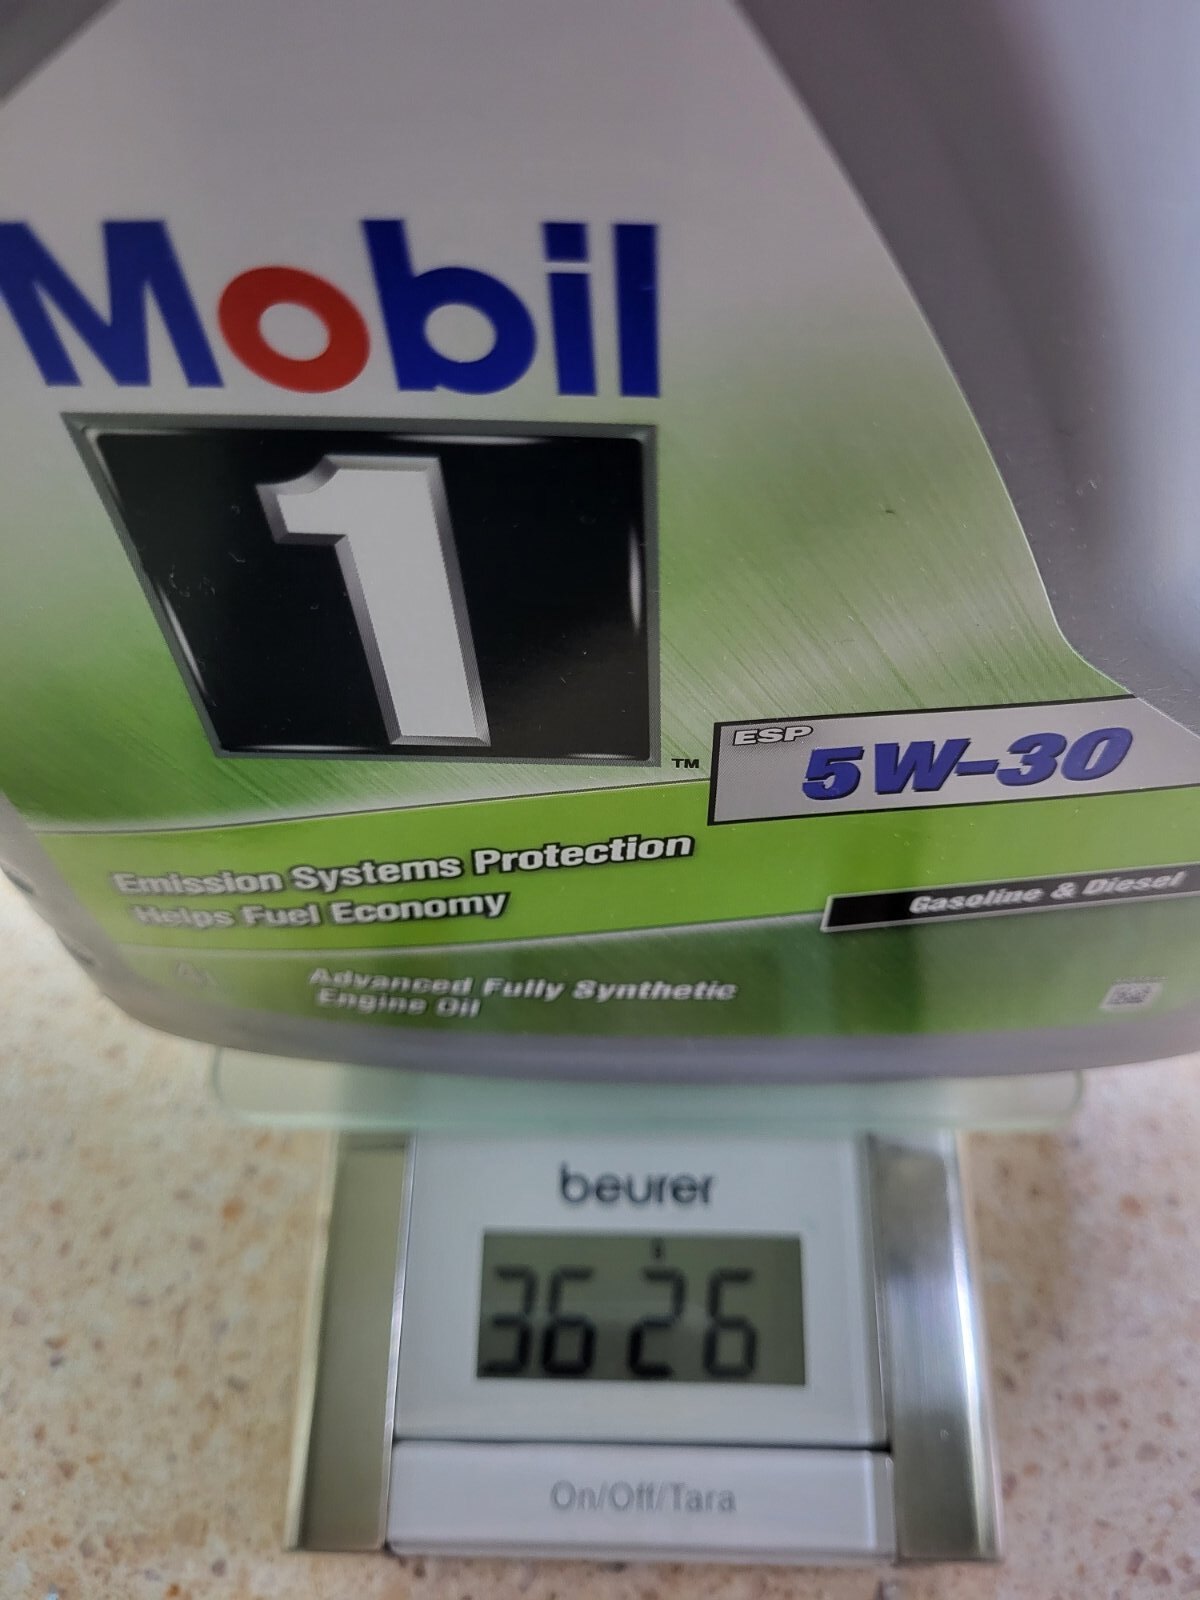 Mobil
1
™
ESP
5W-30
Emission Systems Protection
Helps Fuel Economy
Gasoline & Diesel
Advanced Fully Synthetic
Engine Oil
beurer
3626
On/Off/Tara